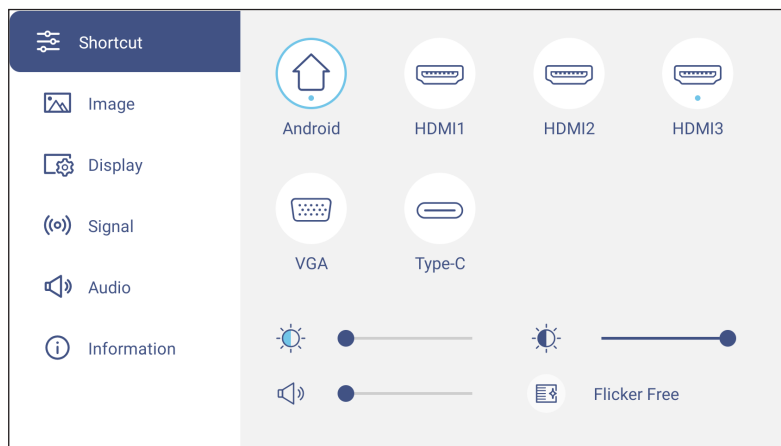 Shortcut
Image
Display
Signal
Audio
Information
Android
HDMI1
HDMI2
HDMI3
VGA
Type-C
Flicker Free